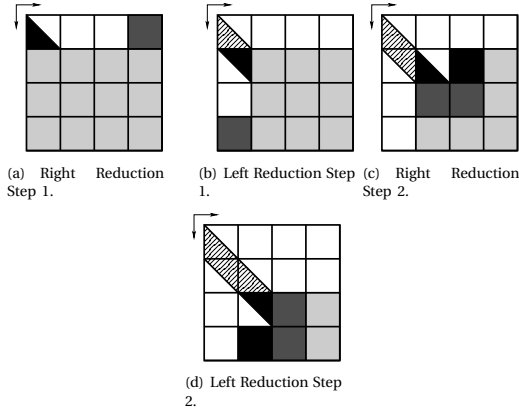 (a) Right Reduction
Step 1.
(b) Left Reduction Step
1.
(c) Right Reduction
Step 2.
(d) Left Reduction Step
2.